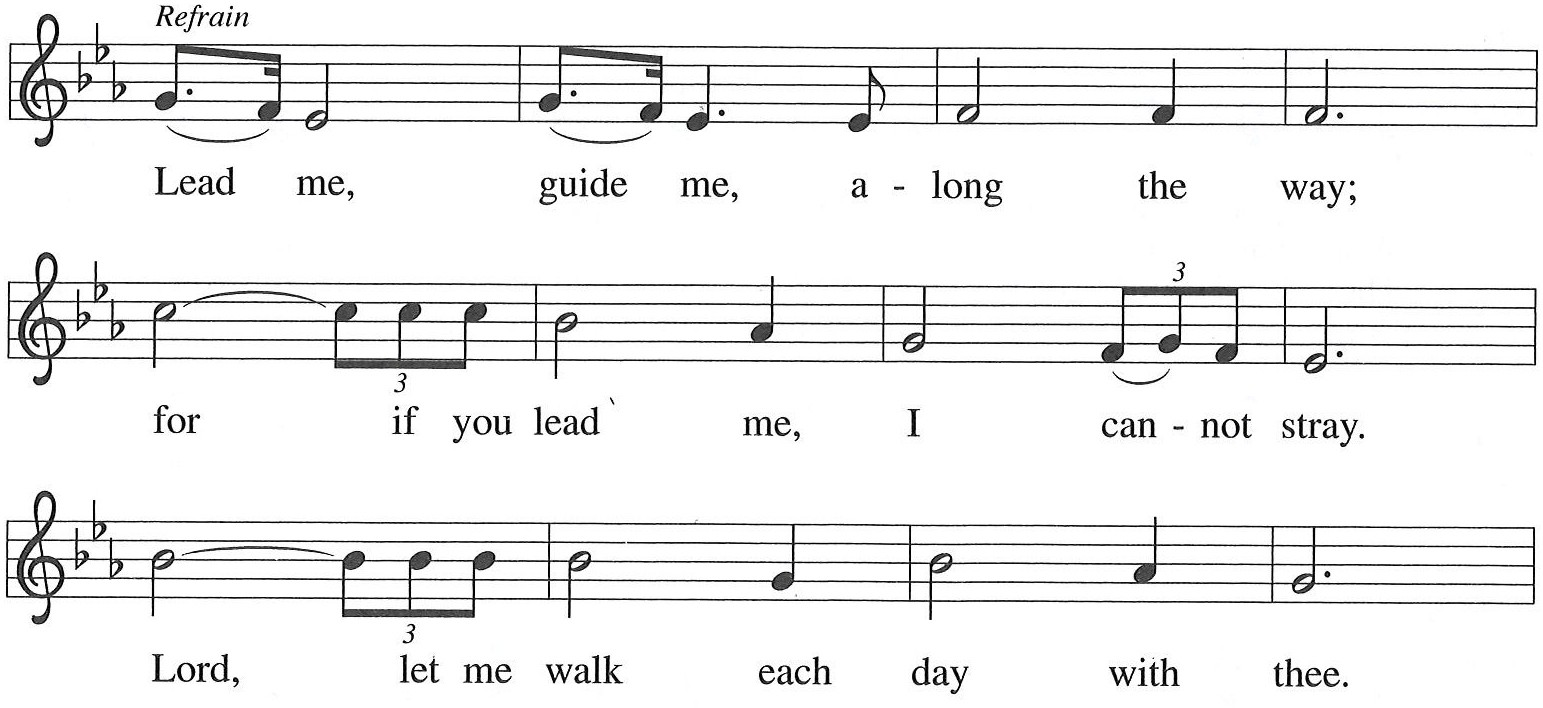 Refrain
Lead me, guide me, a - long the way;
3 3
for if you lead me, I can - not stray.
3
Lord, let me walk each day with thee.